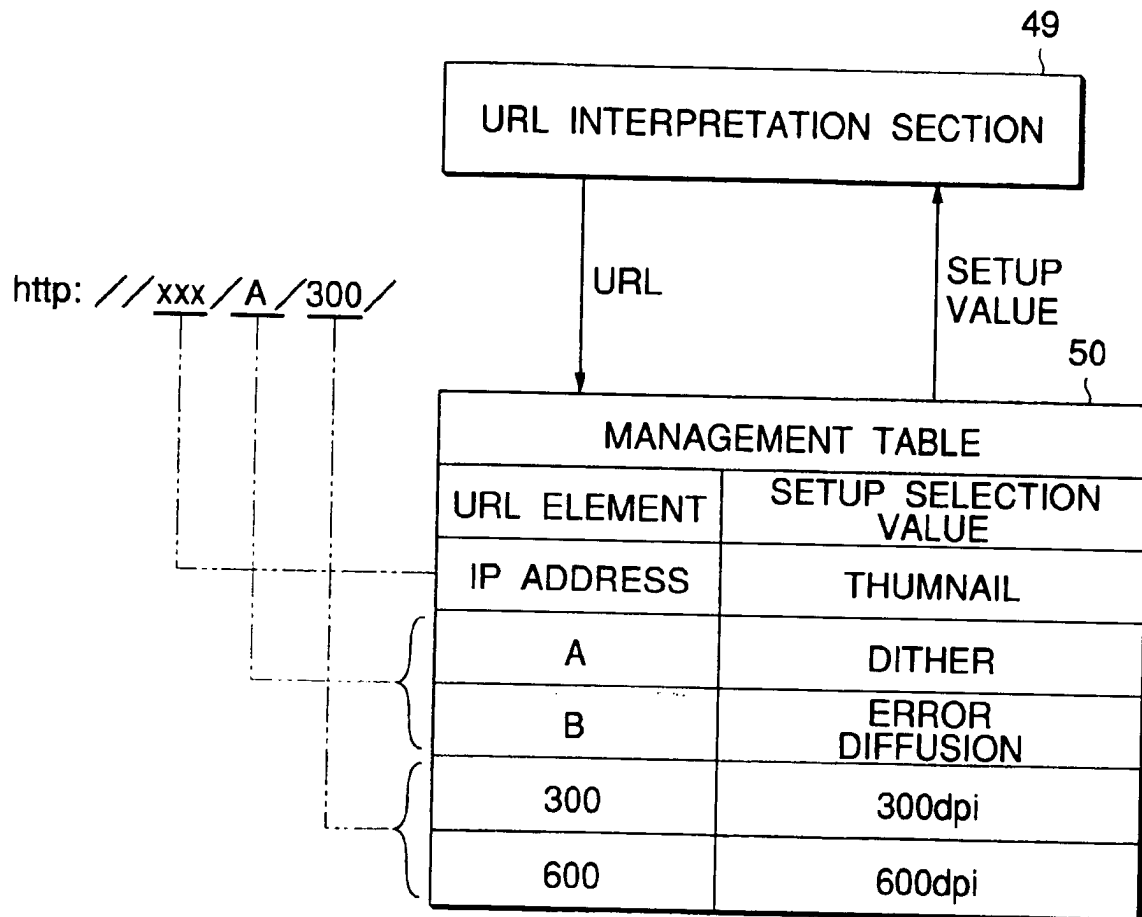 49
URL INTERPRETATION SECTION
http: //xxx/A/300/
URL
SETUP
VALUE
50
MANAGEMENT TABLE
URL ELEMENT
SETUP SELECTION
VALUE
IP ADDRESS
THUMNAIL
A
DITHER
B
ERROR
DIFFUSION
300
300dpi
600
600dpi